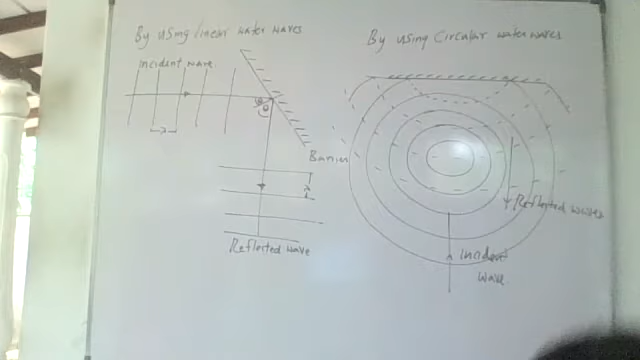 By using linear water waves
Incident wave
λ
θ θ
Barrier
λ
Reflected wave
By using Circular water waves
Reflected waves
incident
wave